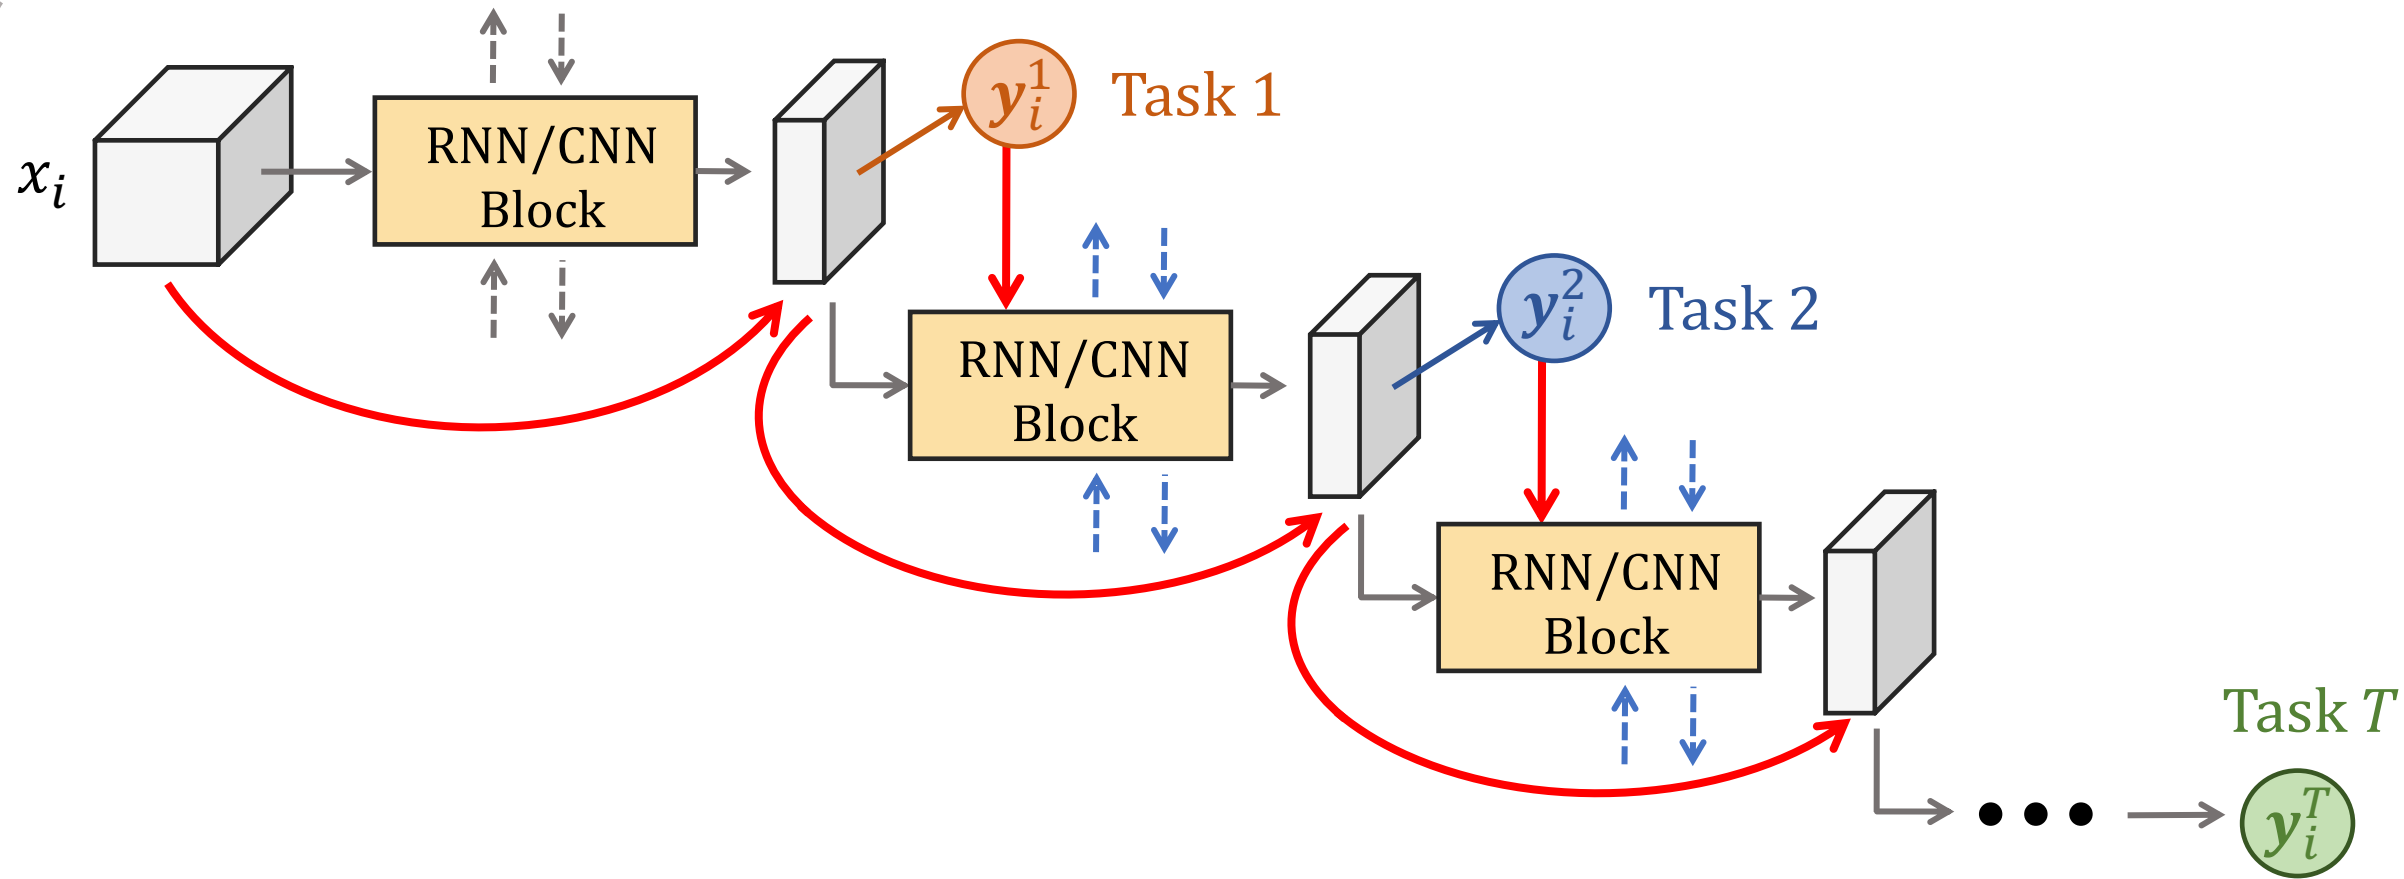 x_i
RNN/CNN
Block
y_i^1
Task 1
RNN/CNN
Block
y_i^2
Task 2
RNN/CNN
Block
Task T
y_i^T